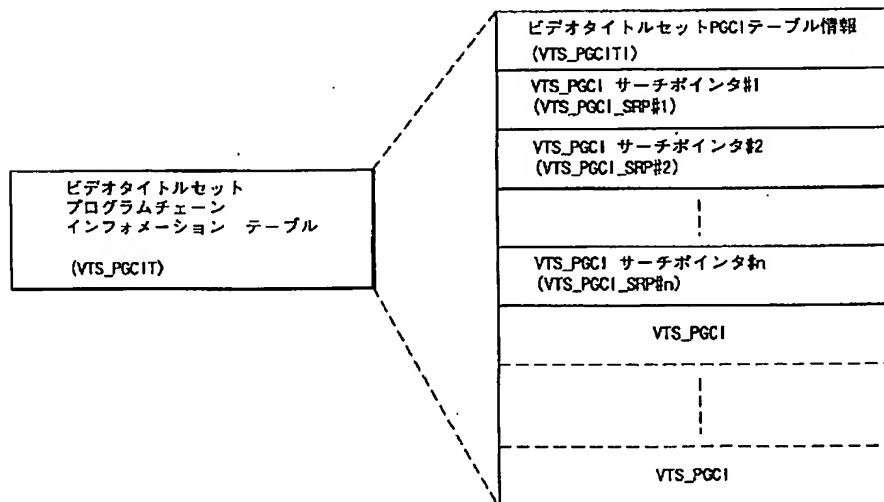 ビデオタイトルセット
プログラムチェーン
インフォメーション テーブル
(VTS_PGCIT)
ビデオタイトルセットPGCIテーブル情報
(VTS_PGCITI)
VTS_PGCI サーチポインタ#1
(VTS_PGCI_SRP#1)
VTS_PGCI サーチポインタ#2
(VTS_PGCI_SRP#2)
VTS_PGCI サーチポインタ#n
(VTS_PGCI_SRP#n)
VTS_PGCI
VTS_PGCI